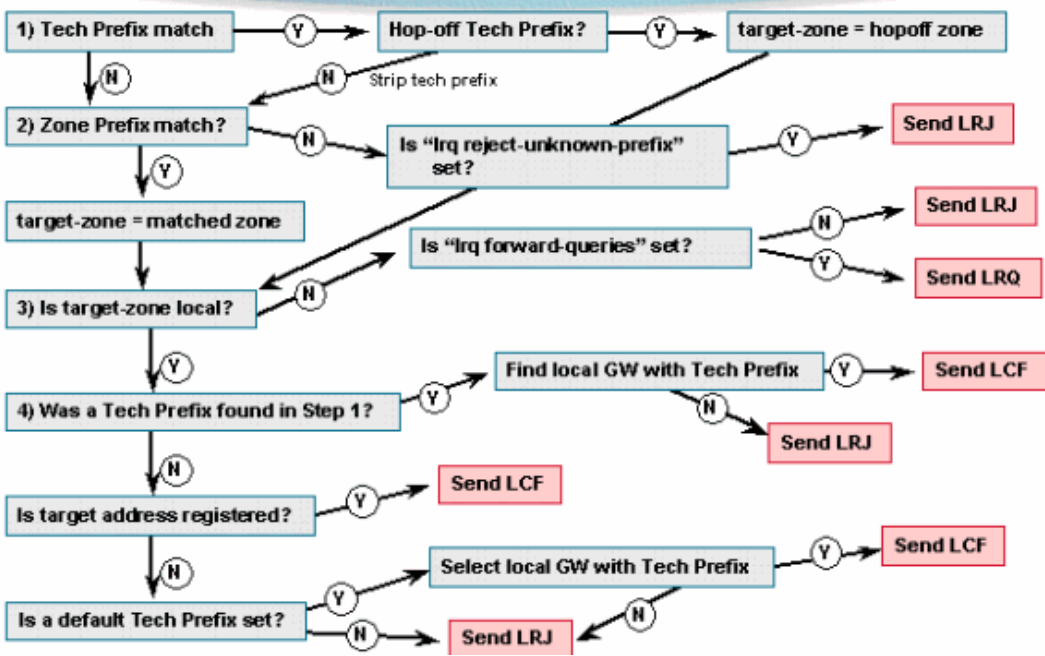 1) Tech Prefix match
Y
Hop-off Tech Prefix?
Y
target-zone = hopoff zone
N
N
Strip tech prefix
2) Zone Prefix match?
N
Is "lrq reject-unknown-prefix"
set?
Y
Send LRJ
Y
target-zone = matched zone
Is "lrq forward-queries" set?
N
Send LRJ
Y
Send LRQ
3) Is target-zone local?
N
Y
Find local GW with Tech Prefix
Y
Send LCF
4) Was a Tech Prefix found in Step 1?
Y
N
Send LRJ
N
Is target address registered?
Y
Send LCF
N
Select local GW with Tech Prefix
Y
Send LCF
Is a default Tech Prefix set?
Y
N
Send LRJ
N